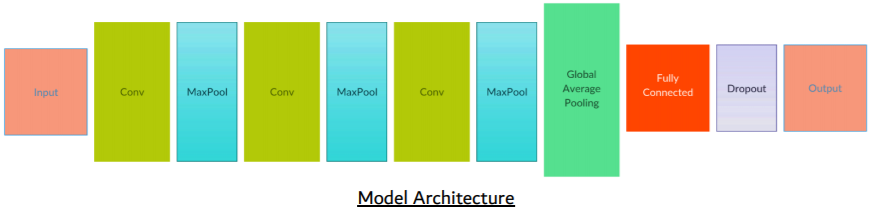 Input
Conv
MaxPool
Conv
MaxPool
Conv
MaxPool
Global
Average
Pooling
Fully
Connected
Dropout
Output
Model Architecture